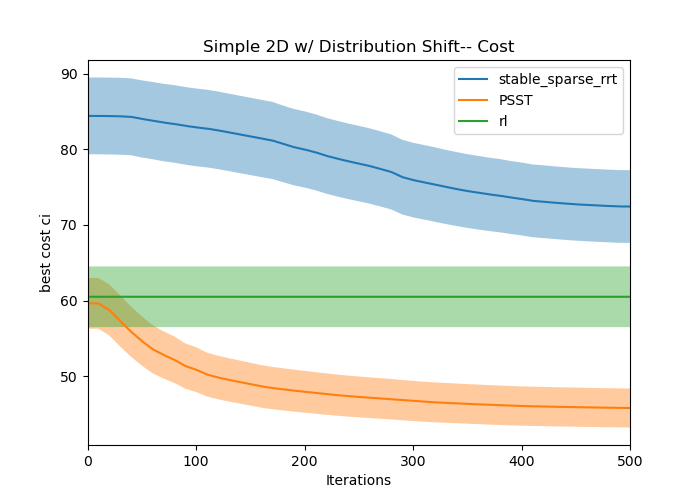 Simple 2D w/ Distribution Shift-- Cost
stable_sparse_rrt
PSST
rl
best cost ci
90
80
70
60
50
0 100 200 300 400 500
Iterations